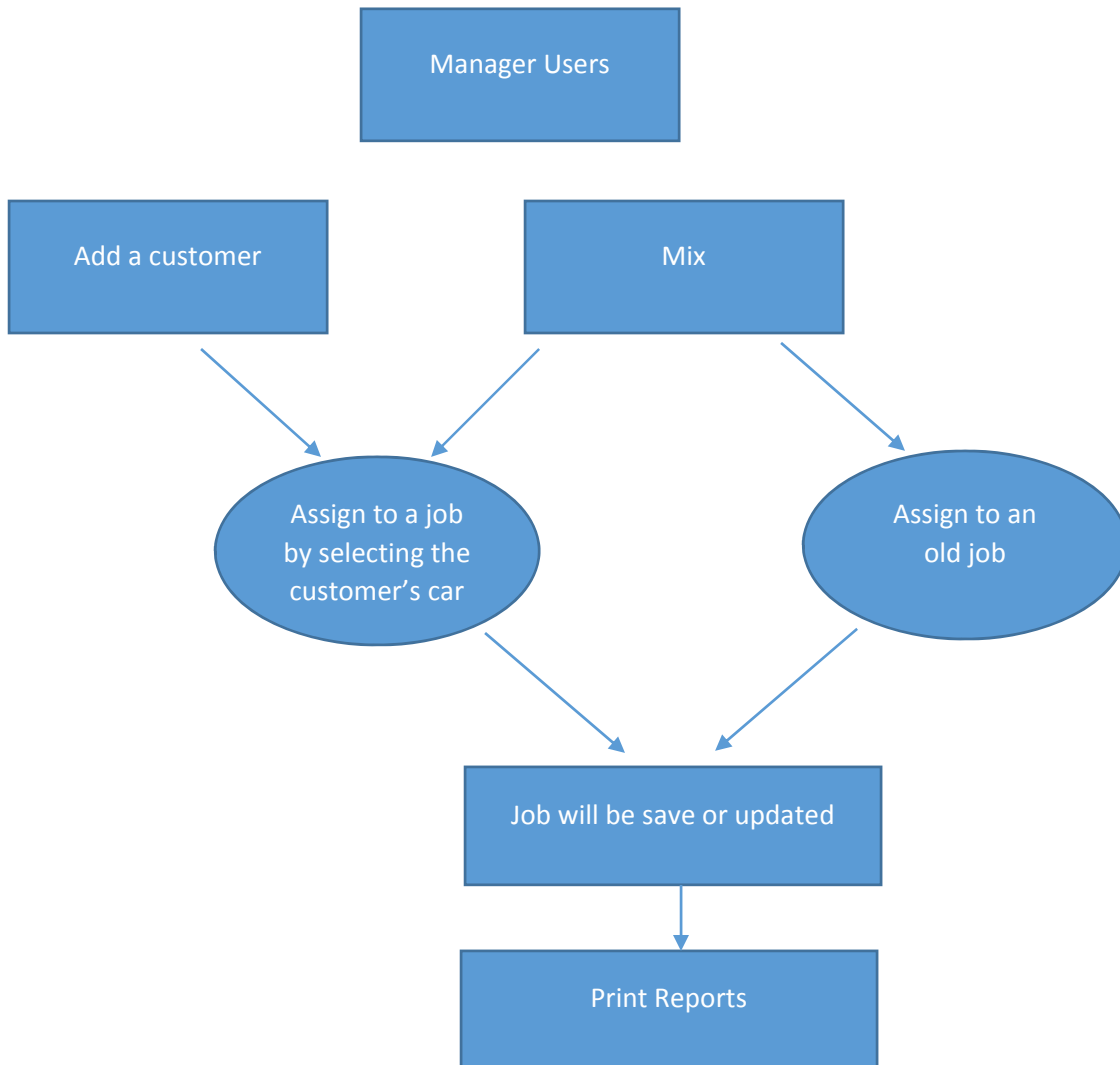 Manager Users
Add a customer
Mix
Assign to a job
by selecting the
customer’s car
Assign to an
old job
Job will be save or updated
Print Reports